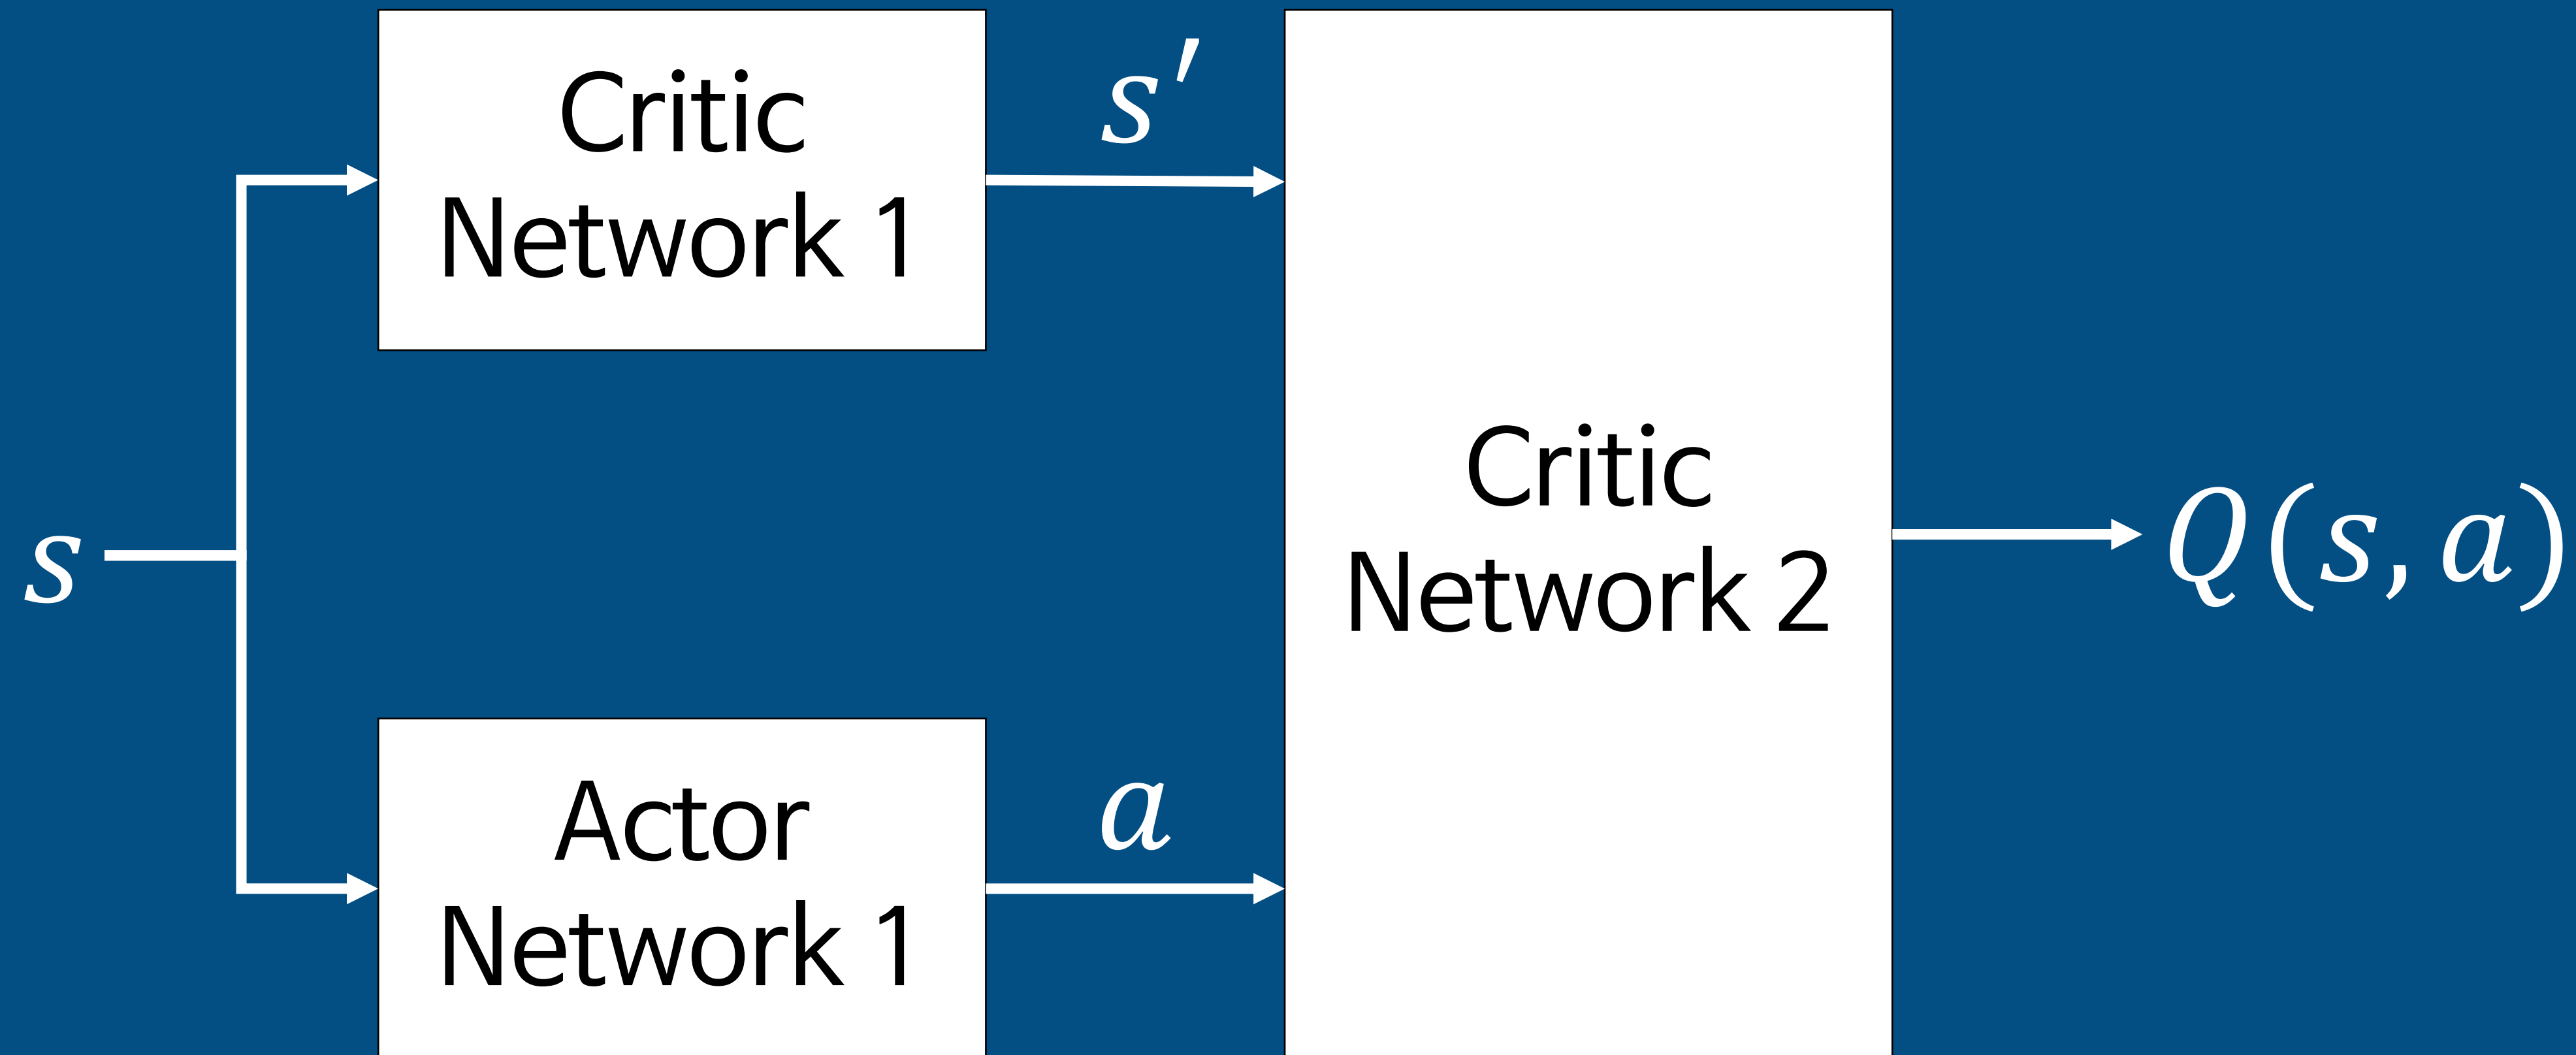 Critic
Network 1
s′
s
Critic
Network 2
Q(s, a)
Actor
Network 1
a